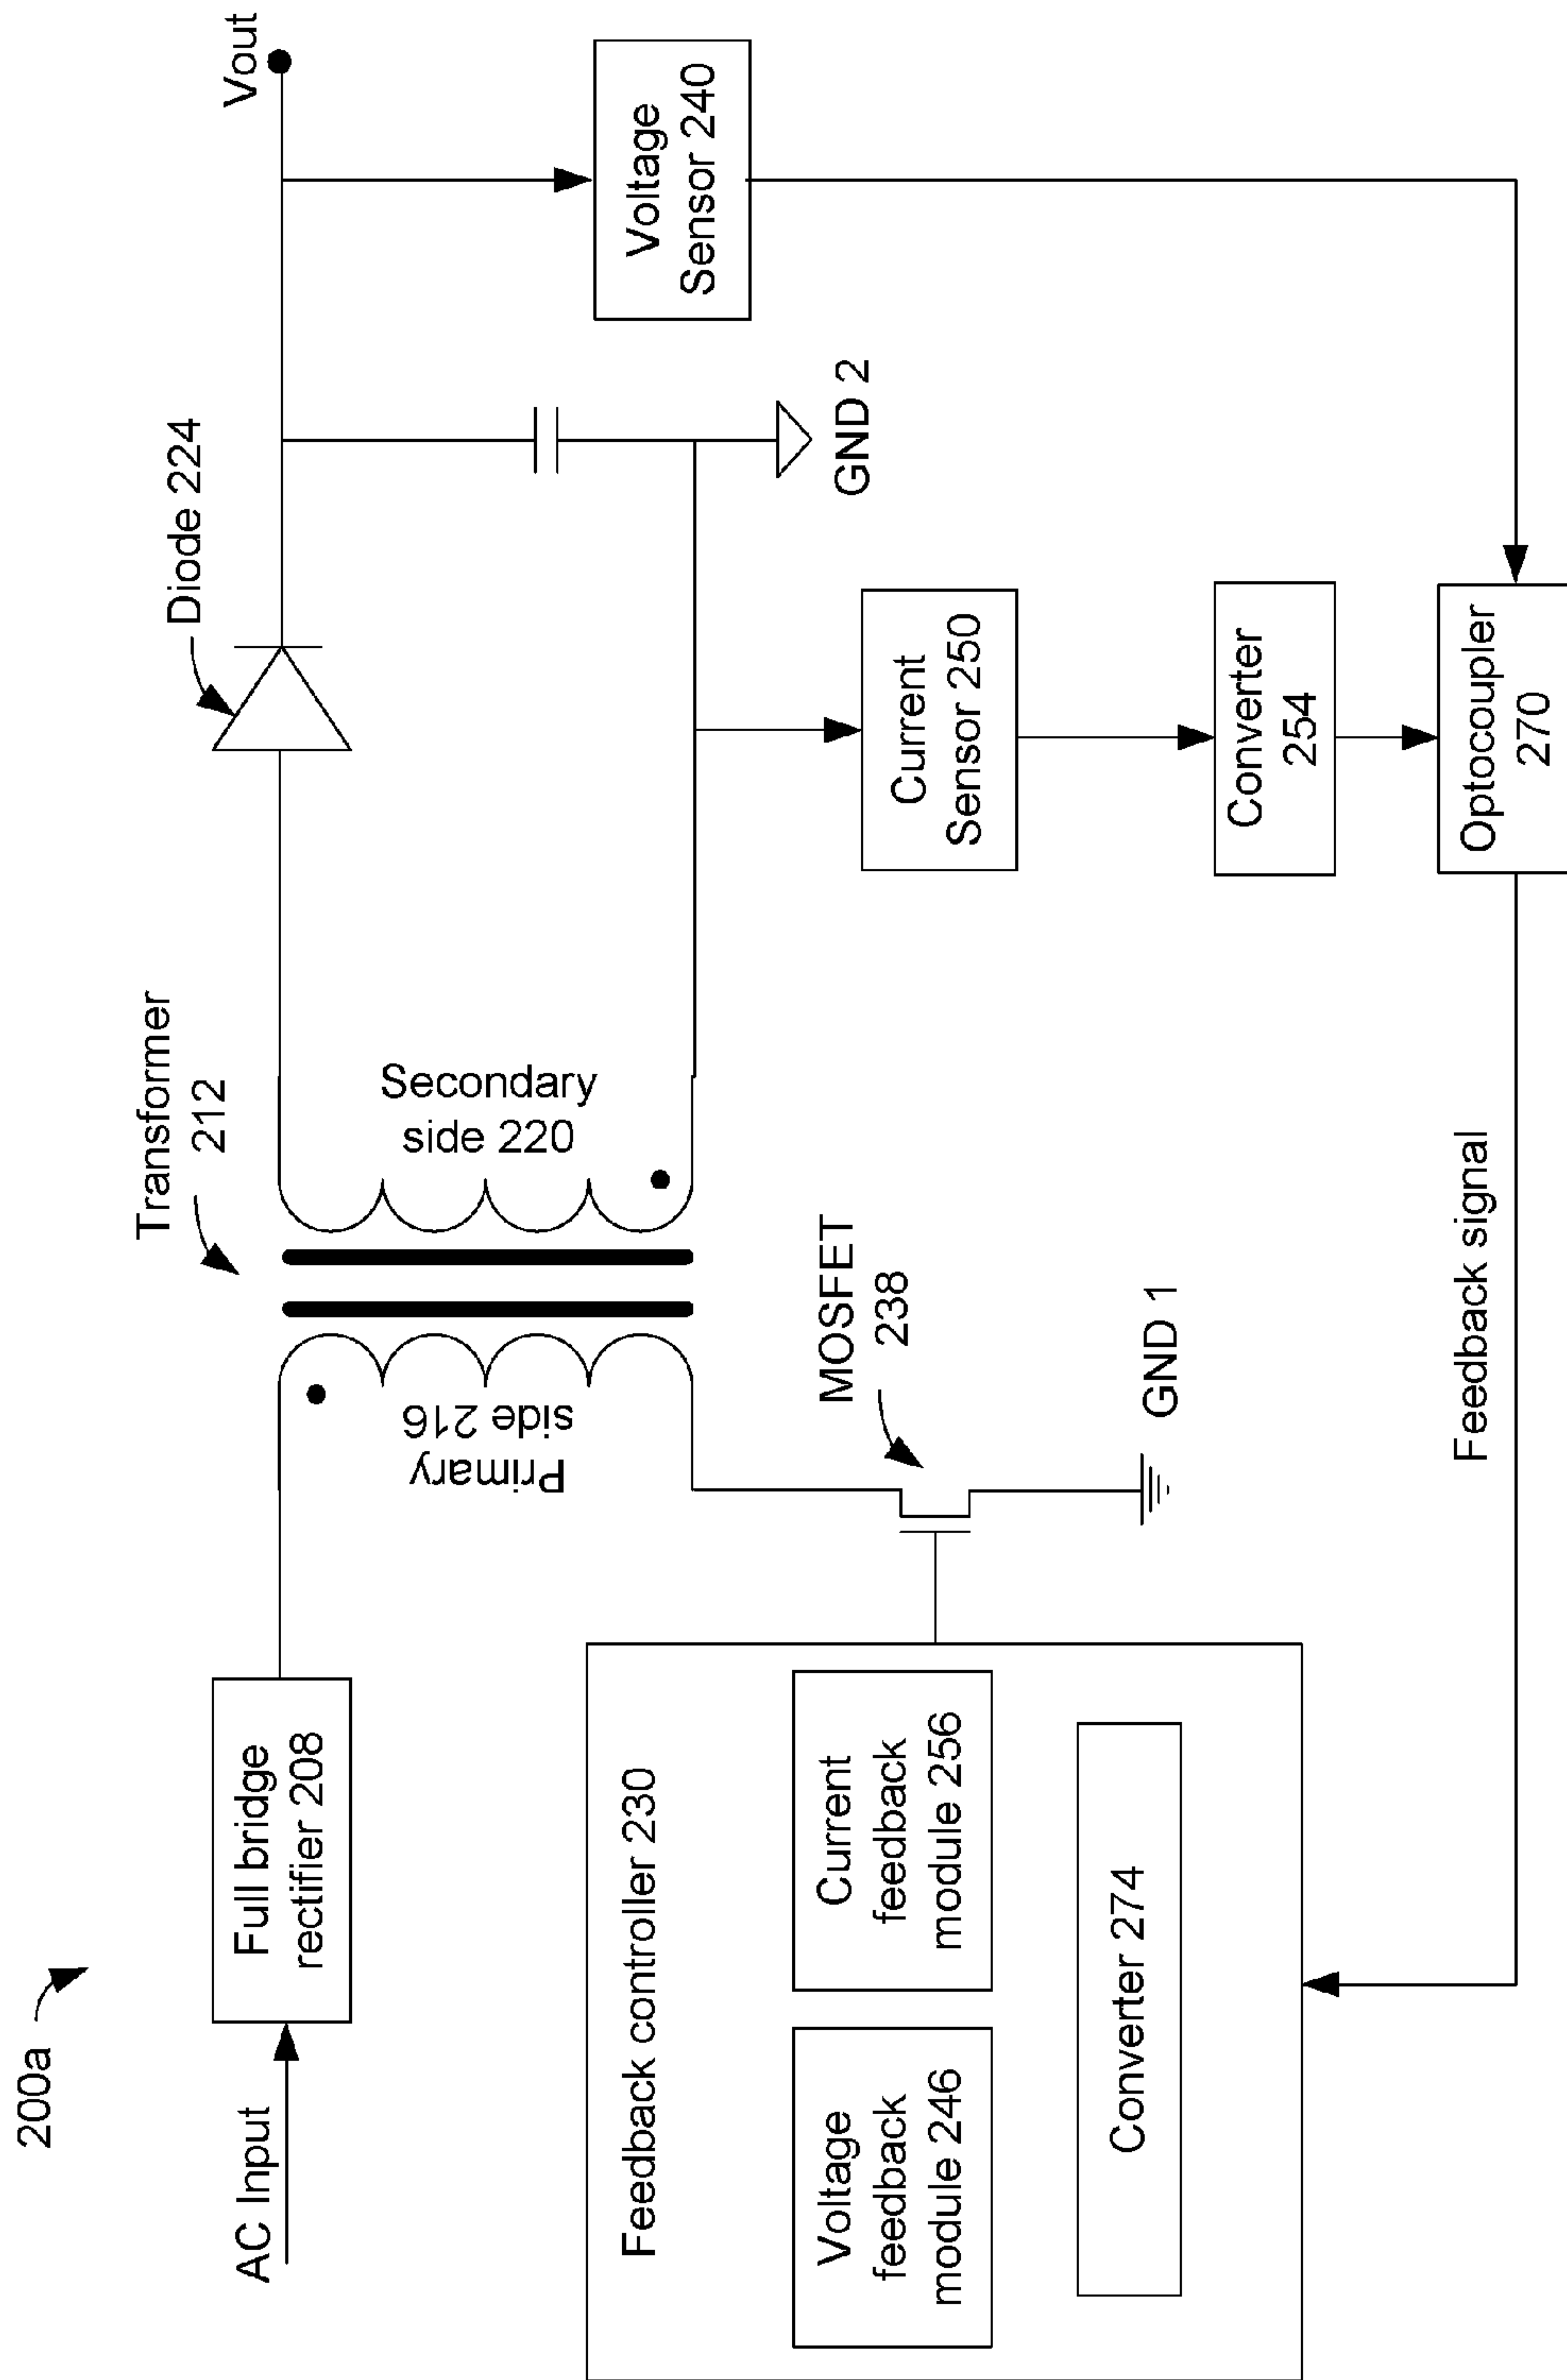 200a
AC Input
Full bridge
rectifier 208
Transformer
212
Primary
side 216
Secondary
side 220
Diode 224
Vout
Voltage
Sensor 240
GND 2
MOSFET
238
GND 1
Feedback controller 230
Voltage
feedback
module 246
Current
feedback
module 256
Converter 274
Current
Sensor 250
Converter
254
Optocoupler
270
Feedback signal